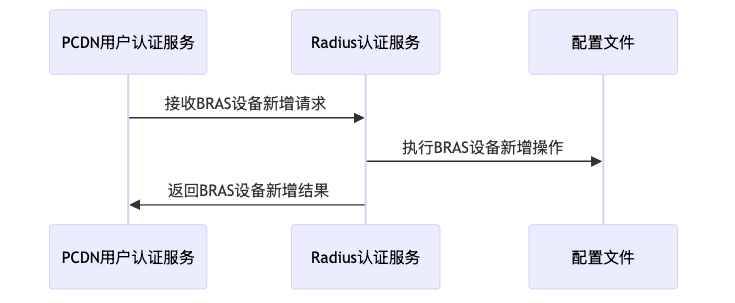 PCDN用户认证服务
Radius认证服务
配置文件
接收BRAS设备新增请求
执行BRAS设备新增操作
返回BRAS设备新增结果
PCDN用户认证服务
Radius认证服务
配置文件